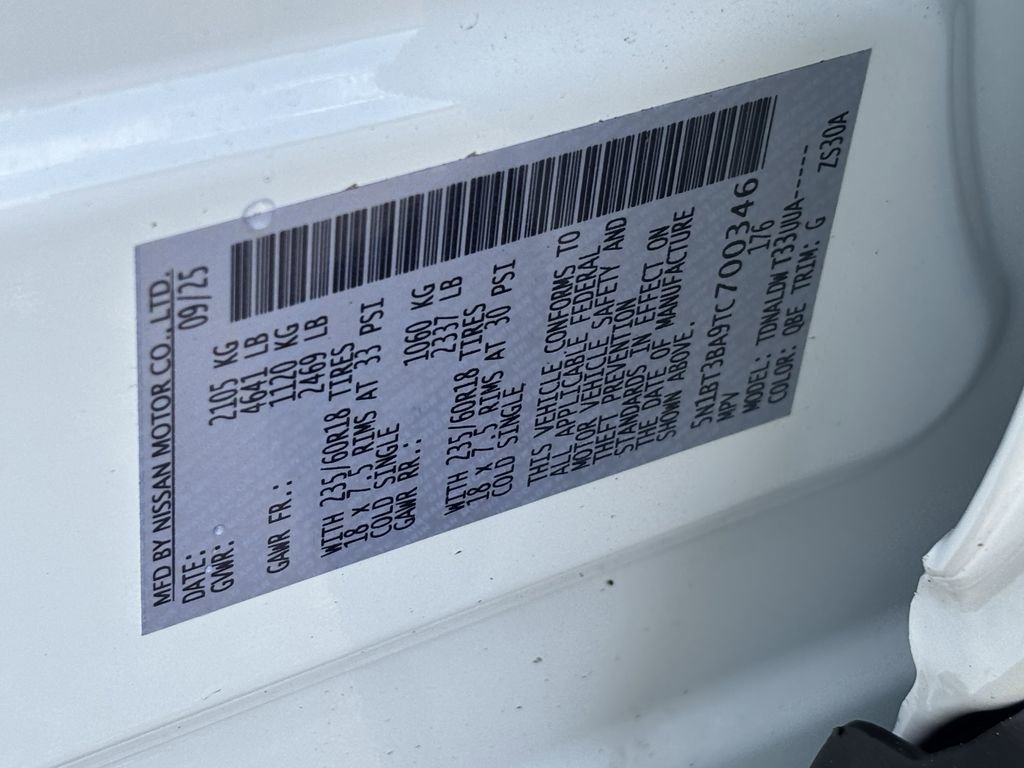 MFD BY NISSAN MOTOR CO.,LTD.
DATE: 09/25
GVWR: 2105 KG
4641 LB
GAWR FR.: 1120 KG
2469 LB
WITH 235/60R18 TIRES
18 X 7.5 RIMS AT 33 PSI
COLD SINGLE
GAWR RR.: 1060 KG
2337 LB
WITH 235/60R18 TIRES
18 X 7.5 RIMS AT 30 PSI
COLD SINGLE
THIS VEHICLE CONFORMS TO
ALL APPLICABLE FEDERAL
MOTOR VEHICLE SAFETY AND
THEFT PREVENTION
STANDARDS IN EFFECT ON
THE DATE OF MANUFACTURE
SHOWN ABOVE.
5N1BT3BA9TC700346
MPV 176
MODEL: TDNALDW T33UUA-----
COLOR: QBE TRIM: G ZS30A